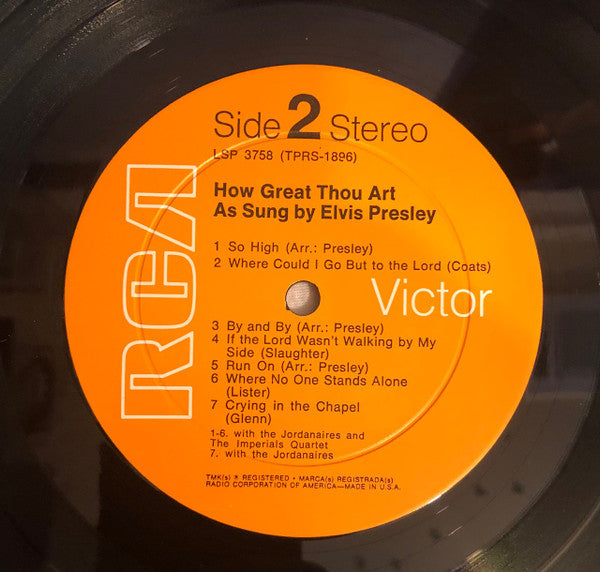 Side 2 Stereo
LSP 3758 (TPRS-1896)
How Great Thou Art
As Sung by Elvis Presley
1 So High (Arr.: Presley)
2 Where Could I Go But to the Lord (Coats)
RCA
Victor
3 By and By (Arr.: Presley)
4 If the Lord Wasn't Walking by My
Side (Slaughter)
5 Run On (Arr.: Presley)
6 Where No One Stands Alone
(Lister)
7 Crying in the Chapel
(Glenn)
1-6. with the Jordanaires and
The Imperials Quartet
7. with the Jordanaires
TMK(s) ® REGISTERED • MARCA(s) REGISTRADA(s)
RADIO CORPORATION OF AMERICA—MADE IN U.S.A.